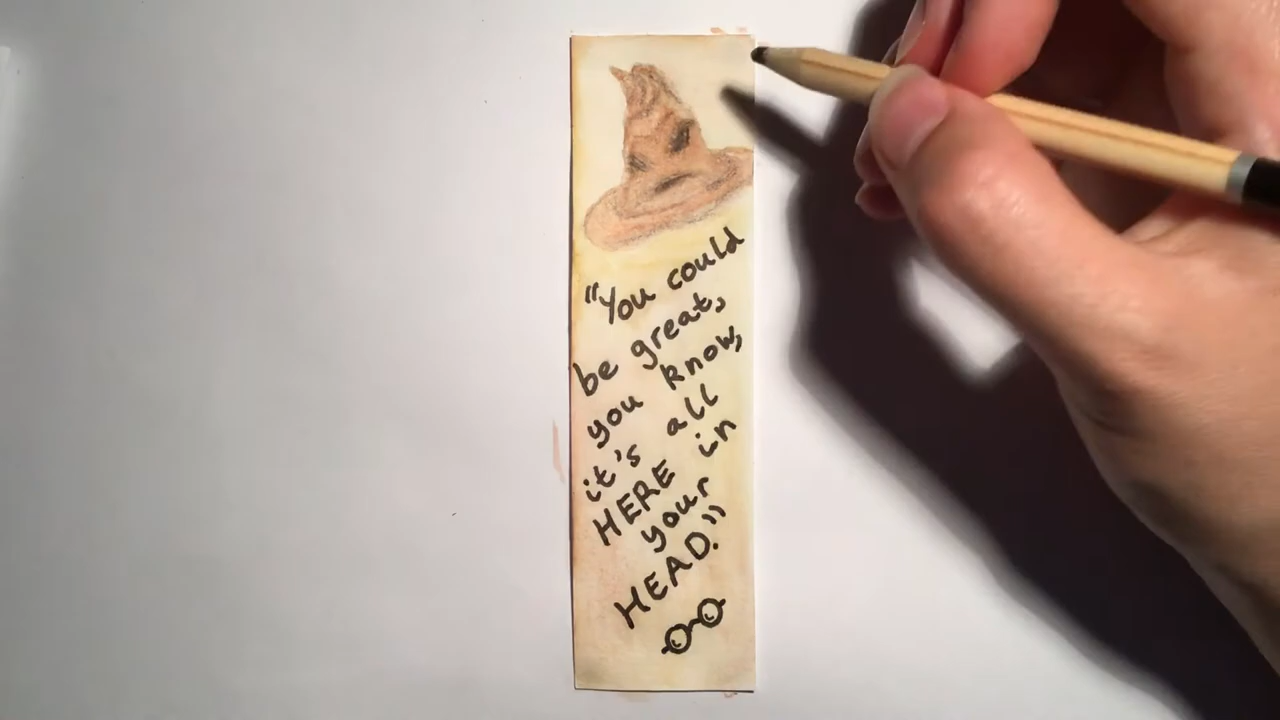 "You could
be great,
you know,
it's all
HERE in
your
HEAD."